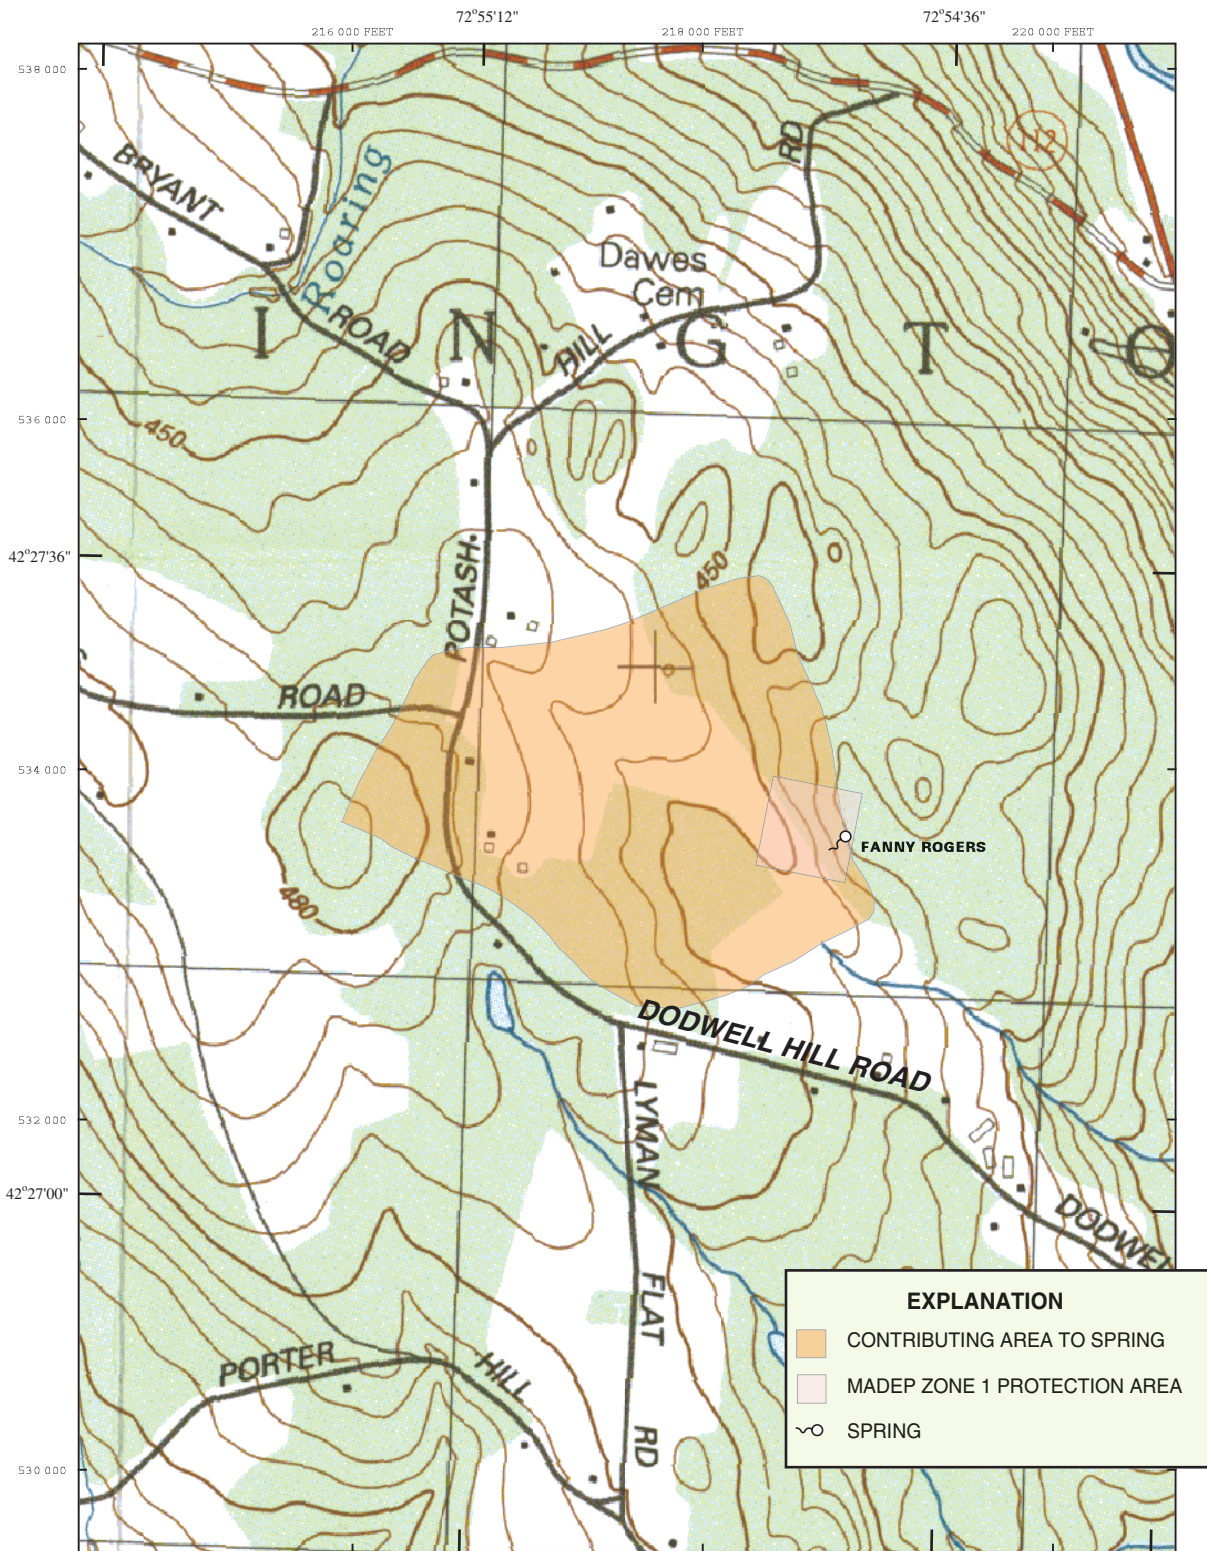 72°55'12"
72°54'36"
216 000 FEET
218 000 FEET
220 000 FEET
538 000
112
RD
BRYANT
Roaring
Dawes
Cem
ROAD
HILL
I N G T O
536 000
450
42°27'36"
POTASH
450
ROAD
534 000
FANNY ROGERS
480
DODWELL HILL ROAD
LYMAN
532 000
42°27'00"
DODWEL
FLAT
EXPLANATION
CONTRIBUTING AREA TO SPRING
MADEP ZONE 1 PROTECTION AREA
SPRING
PORTER
HILL
RD
530 000